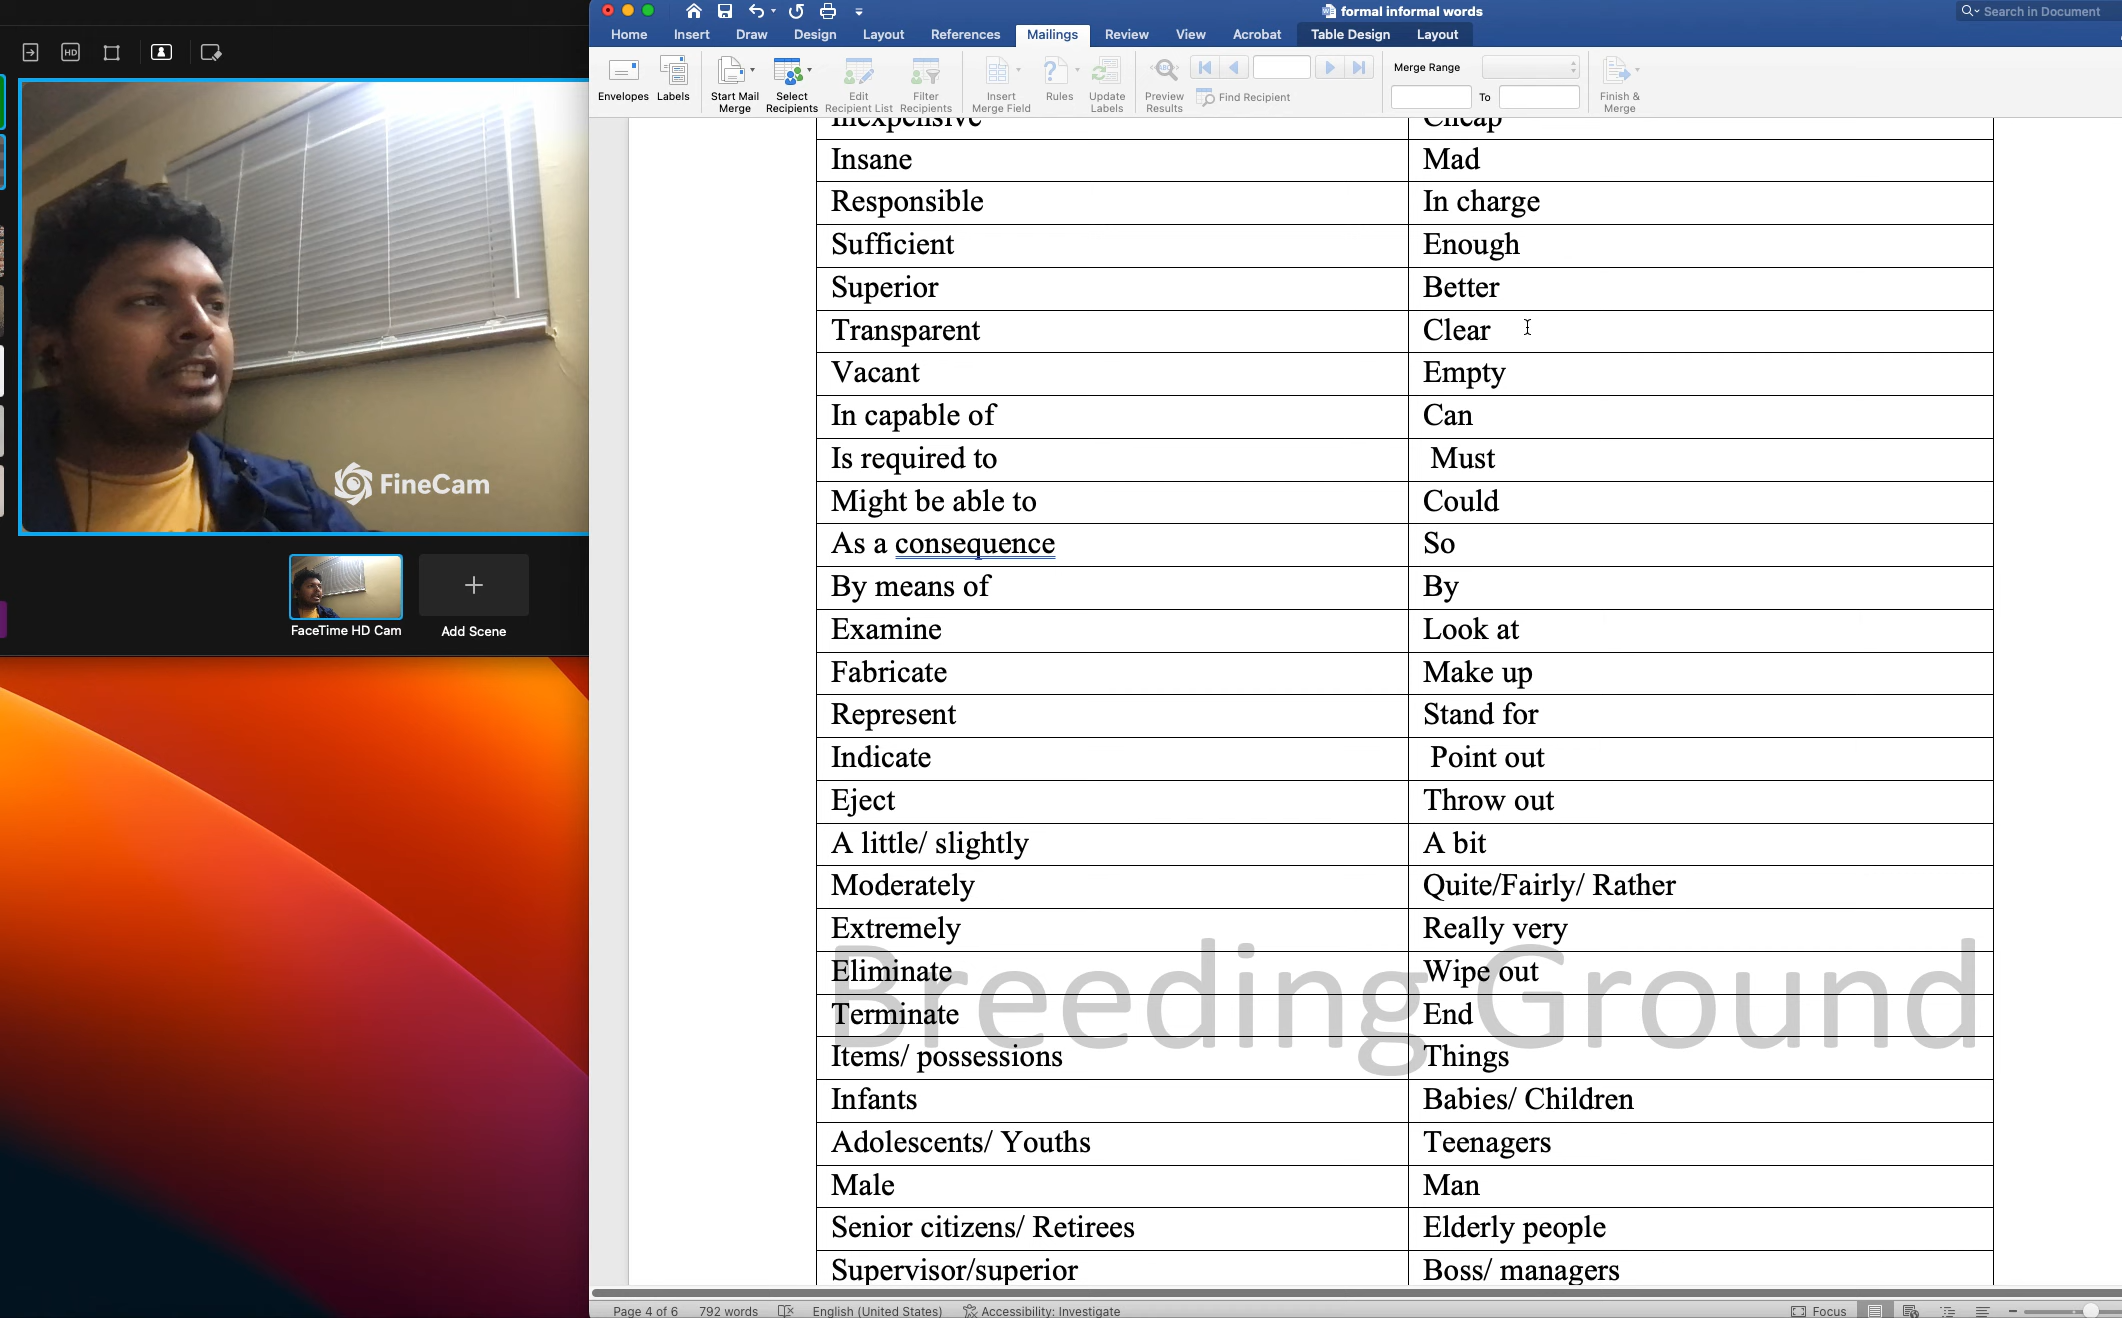 formal informal words
Search in Document
Home Insert Draw Design Layout References Mailings Review View Acrobat Table Design Layout
HD
Envelopes Labels Start Mail Merge Select Recipients Edit Recipient List Filter Recipients Insert Merge Field Rules Update Labels Preview Results Find Recipient Merge Range To Finish & Merge
Inexpensive Cheap
Insane Mad
Responsible In charge
Sufficient Enough
Superior Better
Transparent Clear
Vacant Empty
In capable of Can
Is required to Must
Might be able to Could
As a consequence So
By means of By
Examine Look at
Fabricate Make up
Represent Stand for
Indicate Point out
Eject Throw out
A little/ slightly A bit
Moderately Quite/Fairly/ Rather
Extremely Really very
Eliminate Wipe out
Terminate End
Items/ possessions Things
Infants Babies/ Children
Adolescents/ Youths Teenagers
Male Man
Senior citizens/ Retirees Elderly people
Supervisor/superior Boss/ managers
Breeding Ground
FineCam
FaceTime HD Cam
Add Scene
Page 4 of 6 792 words English (United States) Accessibility: Investigate Focus